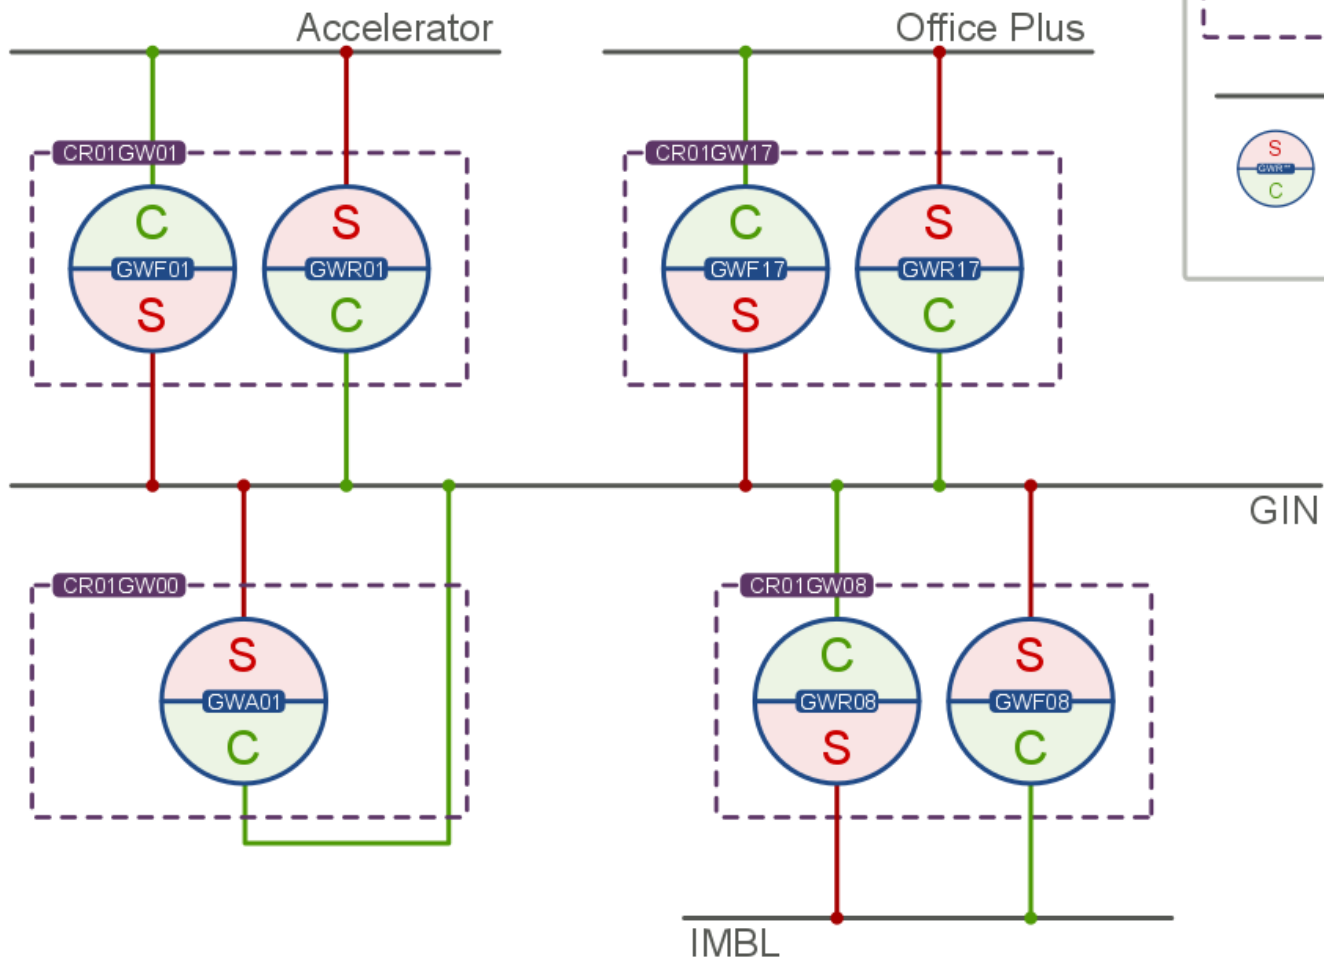 Accelerator
Office Plus
CR01GW01
CR01GW17
C
S
C
S
S
C
GWF01
GWR01
GWF17
GWR17
S
C
S
C
GIN
CR01GW00
CR01GW08
S
C
S
GWA01
GWR08
GWF08
C
S
C
IMBL